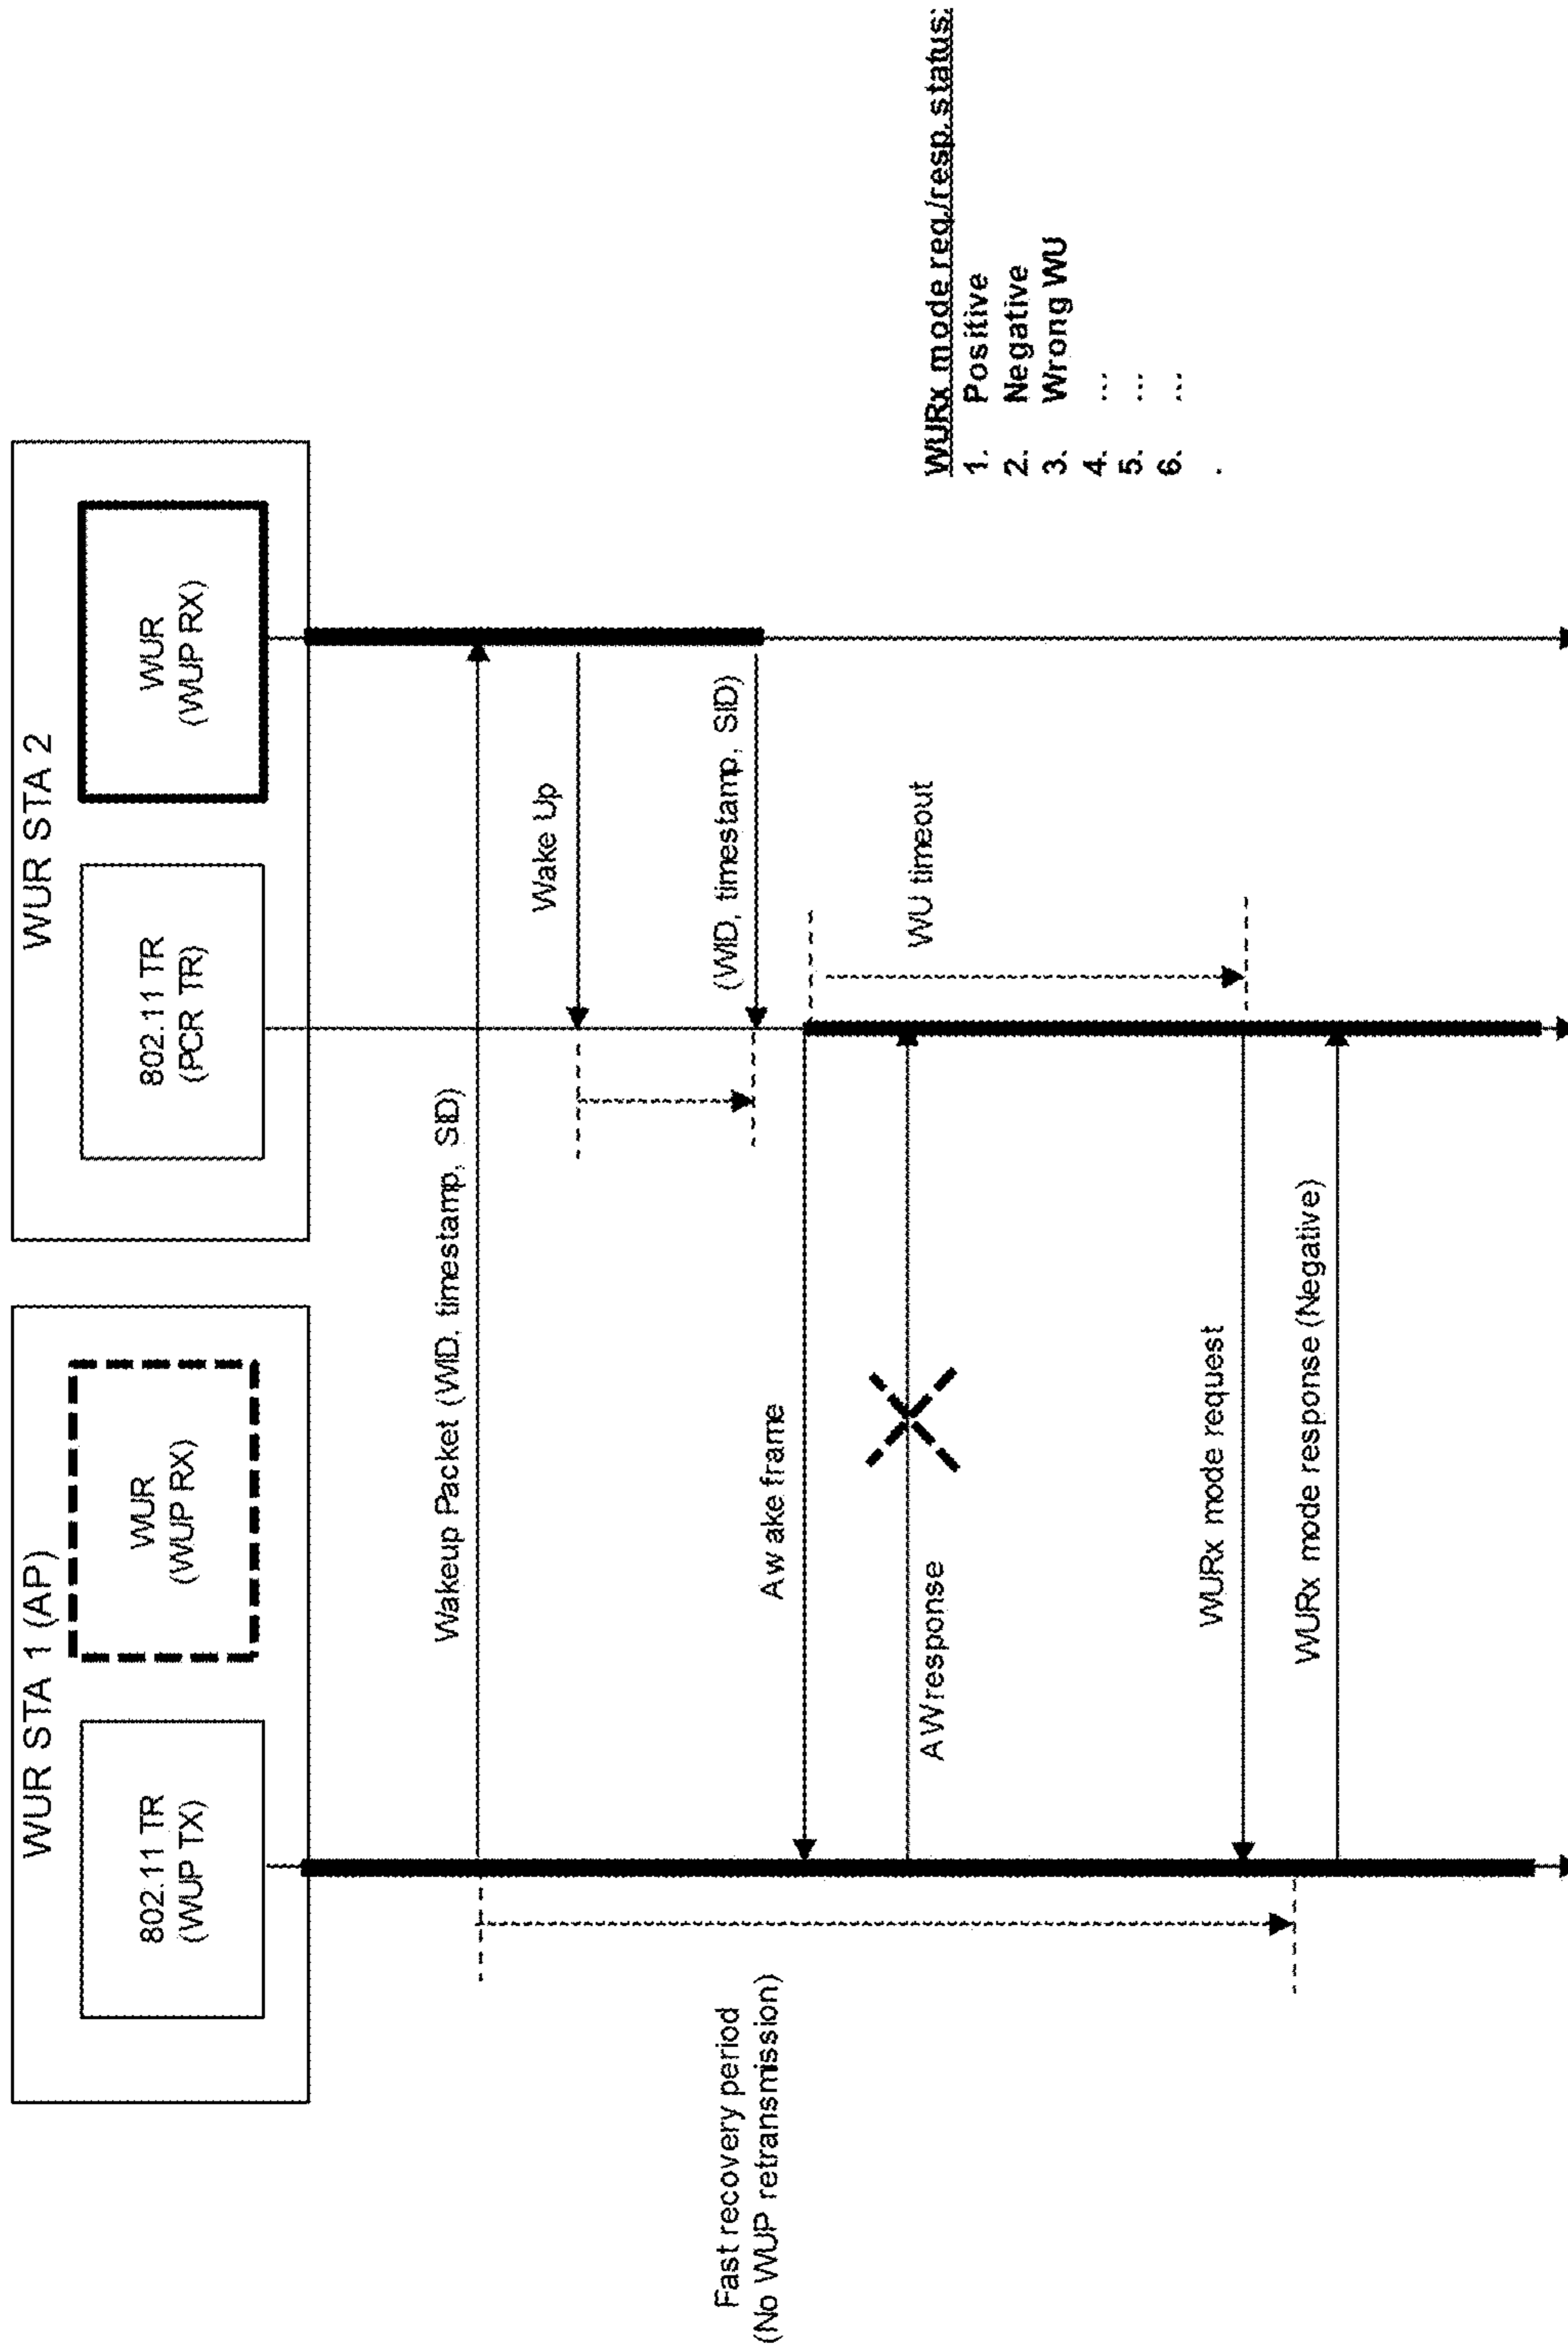 WUR STA 1 (AP)
802.11 TR
(WUP TX)
WUR
(WUP RX)
WUR STA 2
802.11 TR
(PCR TR)
WUR
(WUP RX)
Wakeup Packet (WID, timestamp, SID)
Wake Up
(WID, timestamp, SID)
Fast recovery period
(No WUP retransmission)
Awake frame
AW response
WU timeout
WURx mode request
WURx mode response (Negative)
WURx mode req./resp. status:
1. Positive
2. Negative
3. Wrong WU
4. ...
5. ...
6. ...
.